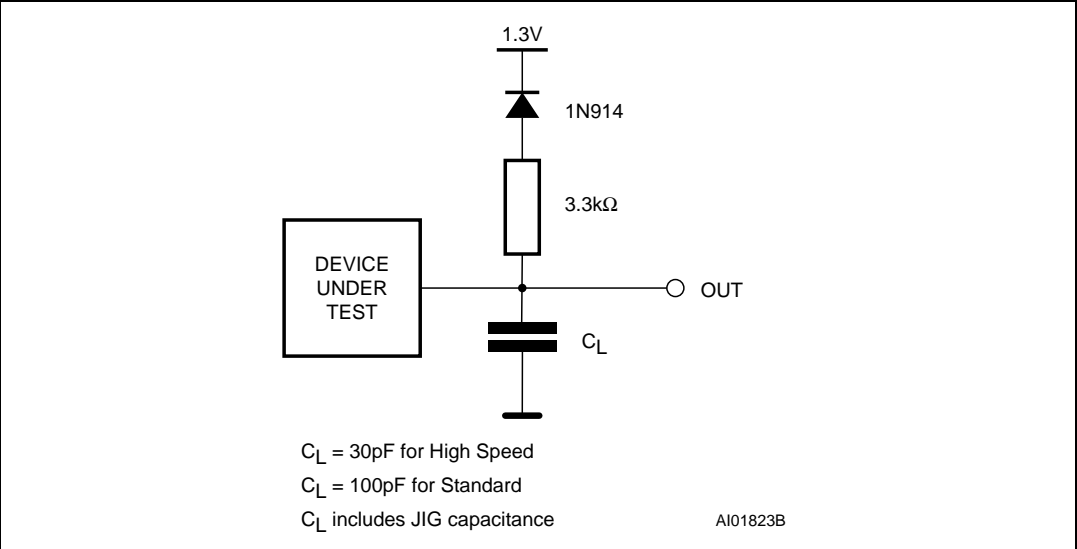 1.3V
1N914
3.3kΩ
DEVICE
UNDER
TEST
OUT
CL
CL = 30pF for High Speed
CL = 100pF for Standard
CL includes JIG capacitance
AI01823B